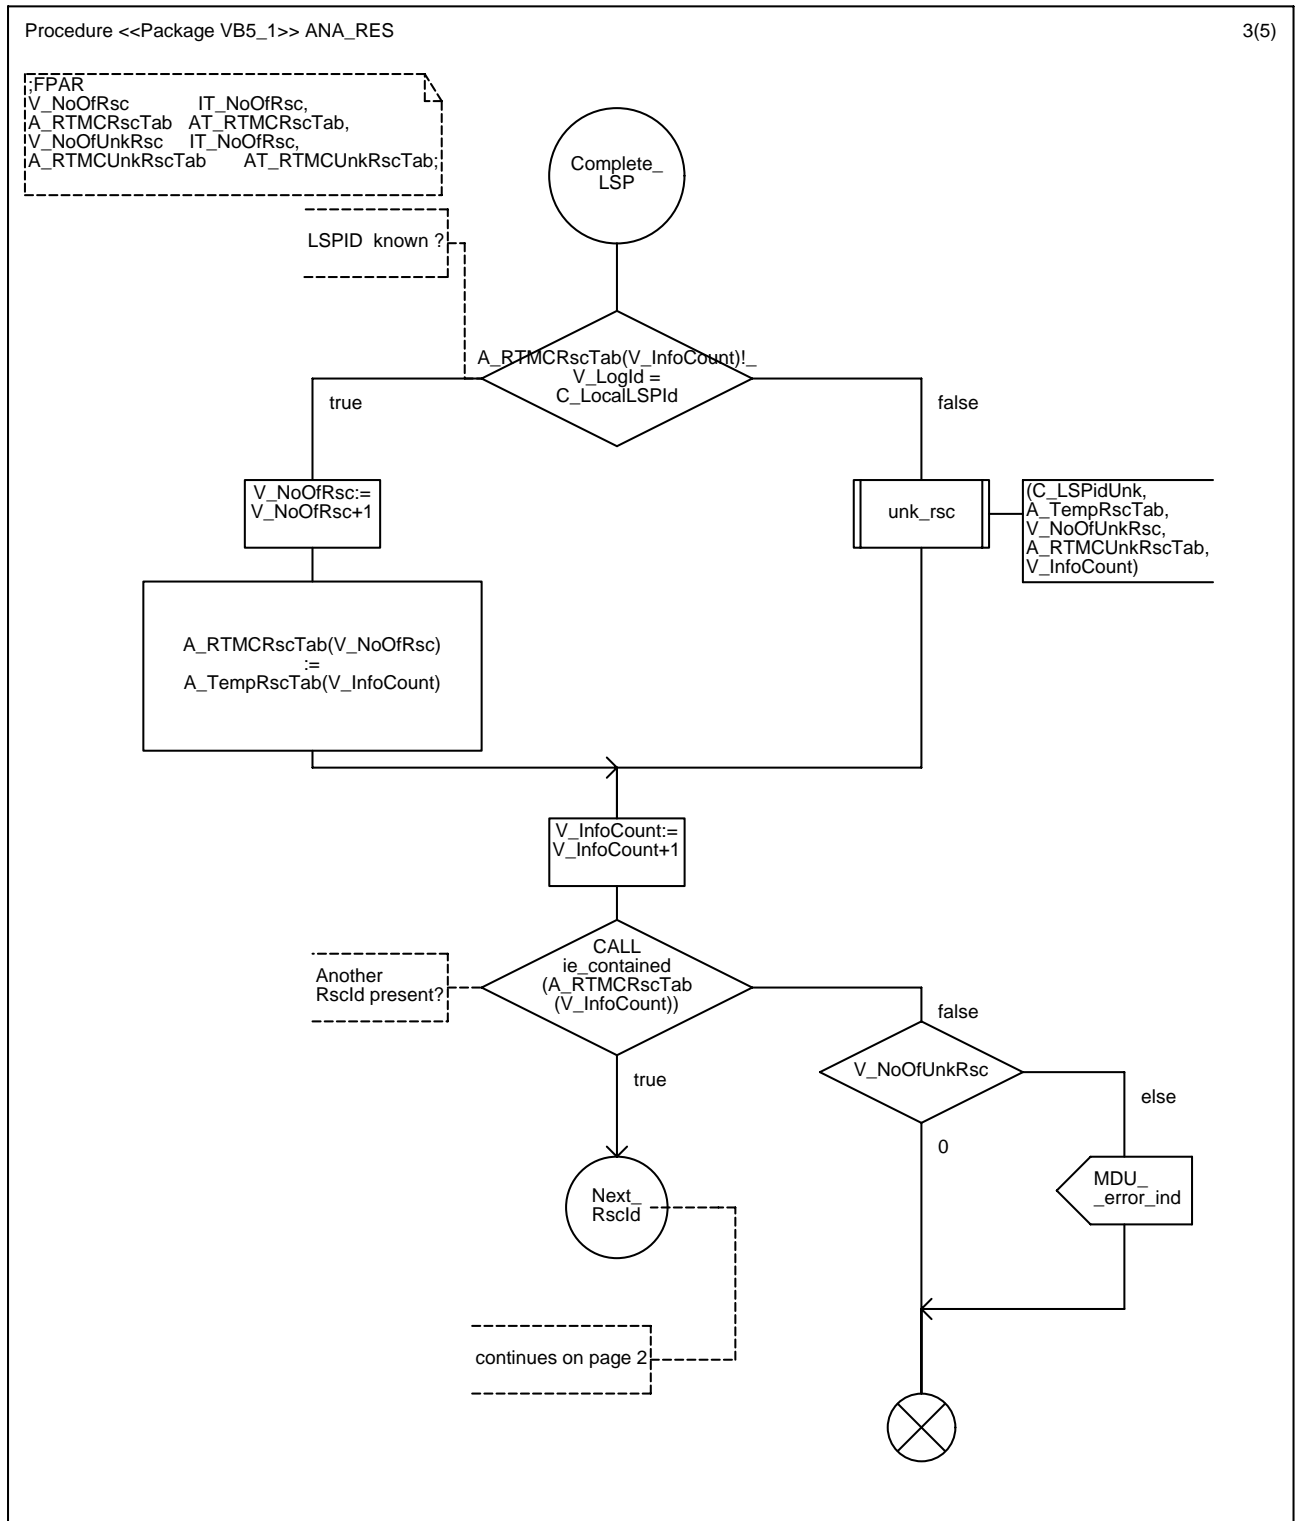 Procedure <<Package VB5_1>> ANA_RES
3(5)
;FPAR
V_NoOfRsc IT_NoOfRsc,
A_RTMCRscTab AT_RTMCRscTab,
V_NoOfUnkRsc IT_NoOfRsc,
A_RTMCUnkRscTab AT_RTMCUnkRscTab;
Complete_
LSP
LSPID known ?
A_RTMCRscTab(V_InfoCount)!_
V_LogId =
C_LocalLSPId
true
false
V_NoOfRsc:=
V_NoOfRsc+1
unk_rsc
(C_LSPidUnk,
A_TempRscTab,
V_NoOfUnkRsc,
A_RTMCUnkRscTab,
V_InfoCount)
A_RTMCRscTab(V_NoOfRsc)
:=
A_TempRscTab(V_InfoCount)
V_InfoCount:=
V_InfoCount+1
CALL
ie_contained
(A_RTMCRscTab
(V_InfoCount))
Another
RscId present?
false
true
V_NoOfUnkRsc
else
0
MDU_
_error_ind
Next_
RscId
continues on page 2